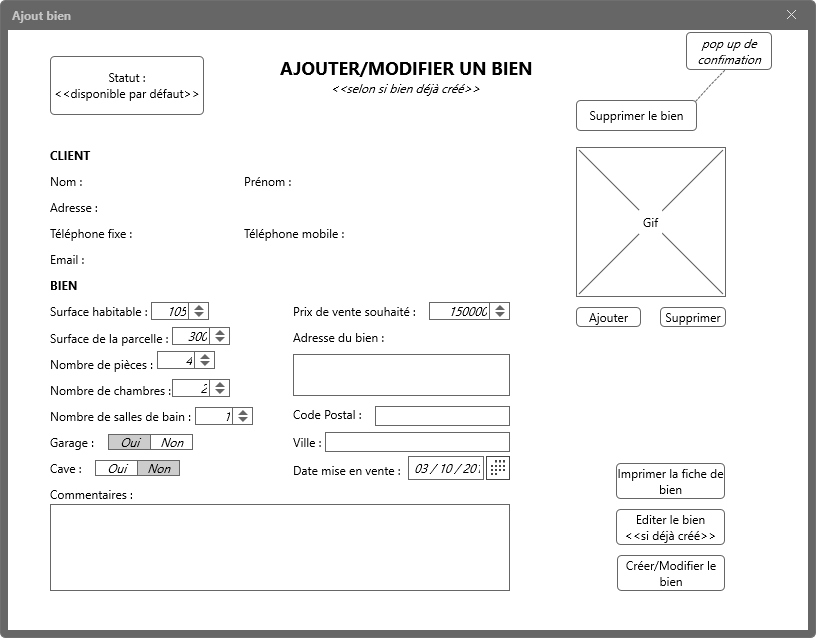 Ajout bien
pop up de
confimation
Statut :
<<disponible par défaut>>
AJOUTER/MODIFIER UN BIEN
<<selon si bien déjà créé>>
Supprimer le bien
CLIENT
Nom :
Prénom :
Adresse :
Téléphone fixe :
Téléphone mobile :
Email :
Gif
BIEN
Surface habitable : 105
Prix de vente souhaité : 150000
Ajouter
Supprimer
Surface de la parcelle : 300
Adresse du bien :
Nombre de pièces : 4
Nombre de chambres : 2
Nombre de salles de bain : 1
Code Postal :
Garage : Oui Non
Ville :
Cave : Oui Non
Date mise en vente : 03 / 10 / 20
Commentaires :
Imprimer la fiche de
bien
Editer le bien
<<si déjà créé>>
Créer/Modifier le
bien